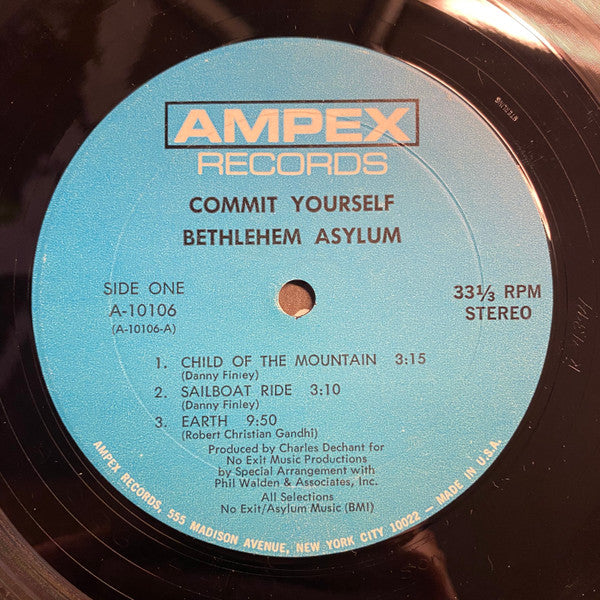 AMPEX
RECORDS
COMMIT YOURSELF
BETHLEHEM ASYLUM
SIDE ONE
A-10106
(A-10106-A)
33⅓ RPM
STEREO
1. CHILD OF THE MOUNTAIN 3:15
(Danny Finley)
2. SAILBOAT RIDE 3:10
(Danny Finley)
3. EARTH 9:50
(Robert Christian Gandhi)
Produced by Charles Dechant for
No Exit Music Productions
by Special Arrangement with
Phil Walden & Associates, Inc.
All Selections
No Exit/Asylum Music (BMI)
AMPEX RECORDS, 555 MADISON AVENUE, NEW YORK CITY 10022 — MADE IN U.S.A.